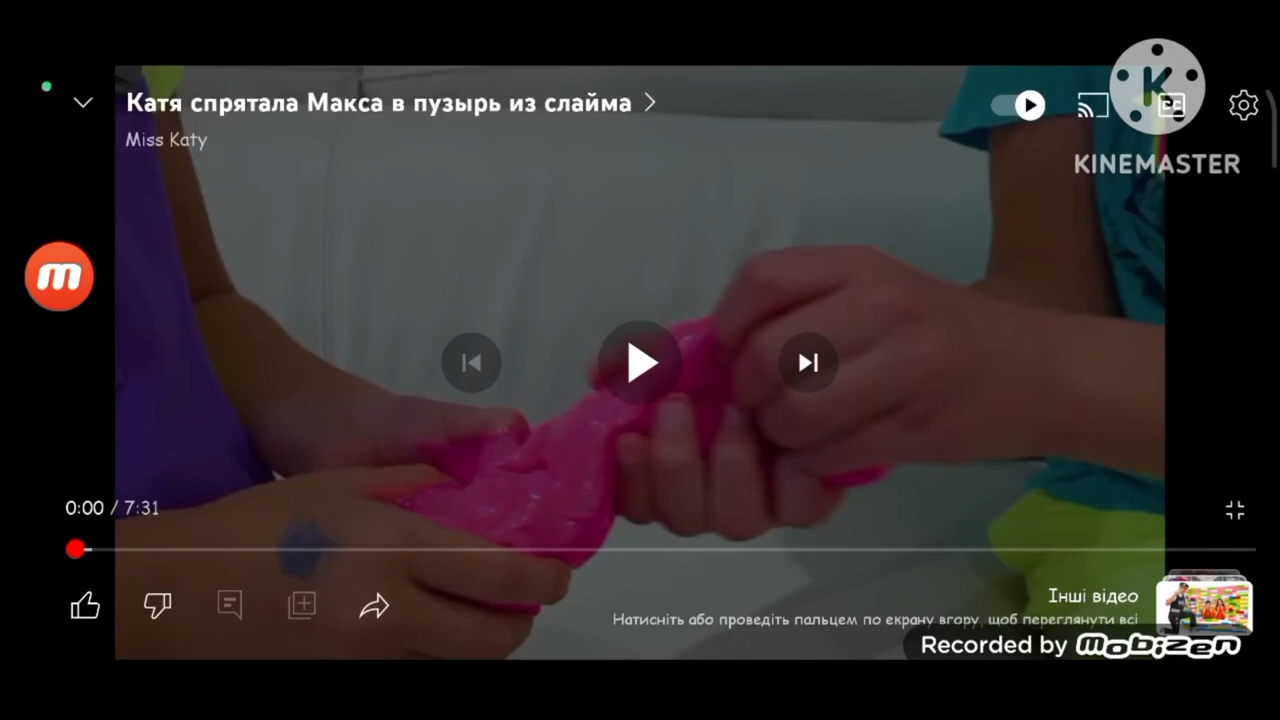 Катя спрятала Макса в пузырь из слайма
Miss Katy
CC
K
KINEMASTER
m
0:00 / 7:31
Інші відео
Натисніть або проведіть пальцем по екрану вгору, щоб переглянути всі
Recorded by mobizen